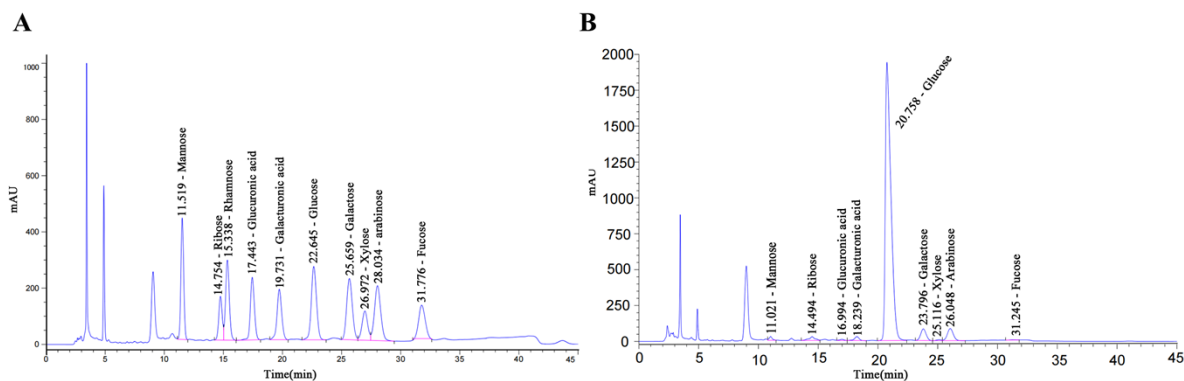 A
mAU
1000
800
600
400
200
0
11.519 - Mannose
14.754 - Ribose
15.338 - Rhamnose
17.443 - Glucuronic acid
19.731 - Galacturonic acid
22.645 - Glucose
25.659 - Galactose
26.972 - Xylose
28.034 - arabinose
31.776 - Fucose
0 5 10 15 20 25 30 35 40 45
Time(min)
B
mAU
2000
1750
1500
1250
1000
750
500
250
0
11.021 - Mannose
14.494 - Ribose
16.994 - Glucuronic acid
18.239 - Galacturonic acid
20.758 - Glucose
23.796 - Galactose
25.116 - Xylose
26.048 - Arabinose
31.245 - Fucose
0 5 10 15 20 25 30 35 40 45
Time(min)